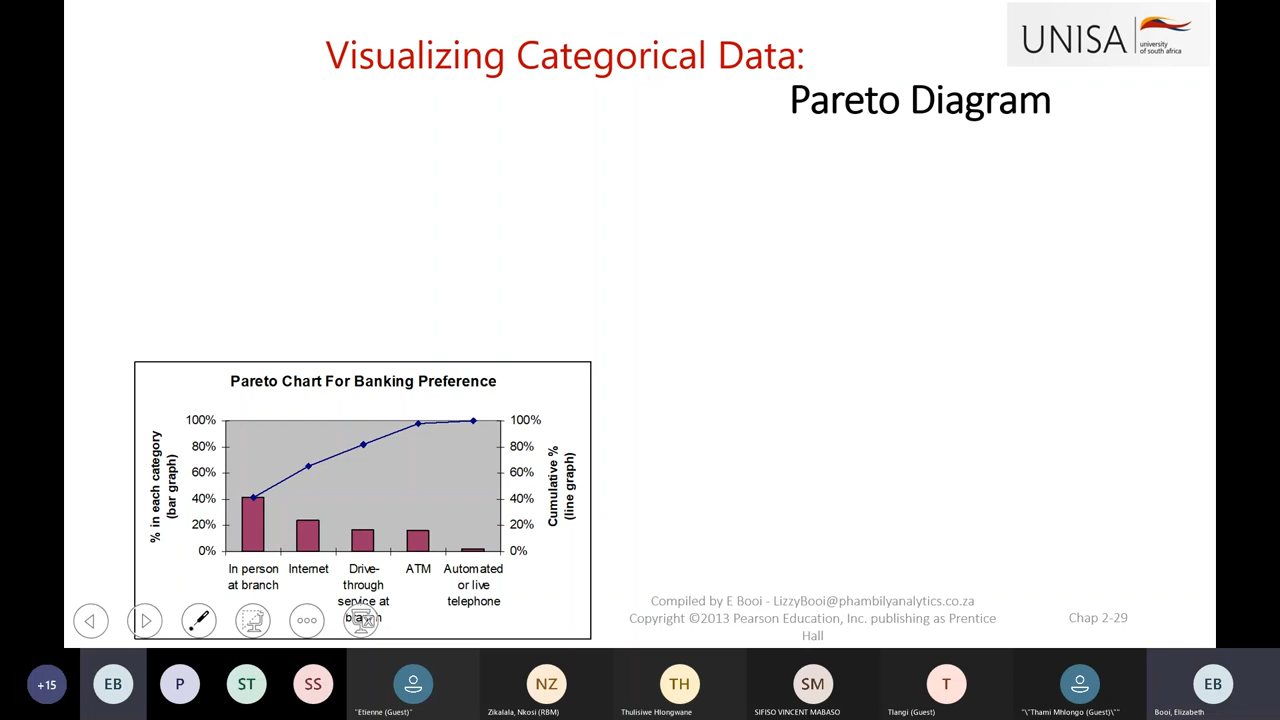 UNISA
university
of south africa
Visualizing Categorical Data:
Pareto Diagram
Pareto Chart For Banking Preference
% in each category
(bar graph)
100%
80%
60%
40%
20%
0%
100%
80%
60%
40%
20%
0%
Cumulative %
(line graph)
In person
at branch
Internet
Drive-
through
service at
branch
ATM
Automated
or live
telephone
Compiled by E Booi - LizzyBooi@phambilyanalytics.co.za
Copyright ©2013 Pearson Education, Inc. publishing as Prentice
Hall
Chap 2-29
+15
EB
P
ST
SS
"Etienne (Guest)"
NZ
Zikalala, Nkosi (RBM)
TH
Thulisiwe Hlongwane
SM
SIFISO VINCENT MABASO
T
Tlangi (Guest)
"\"Thami Mhlongo (Guest)\""
EB
Booi, Elizabeth